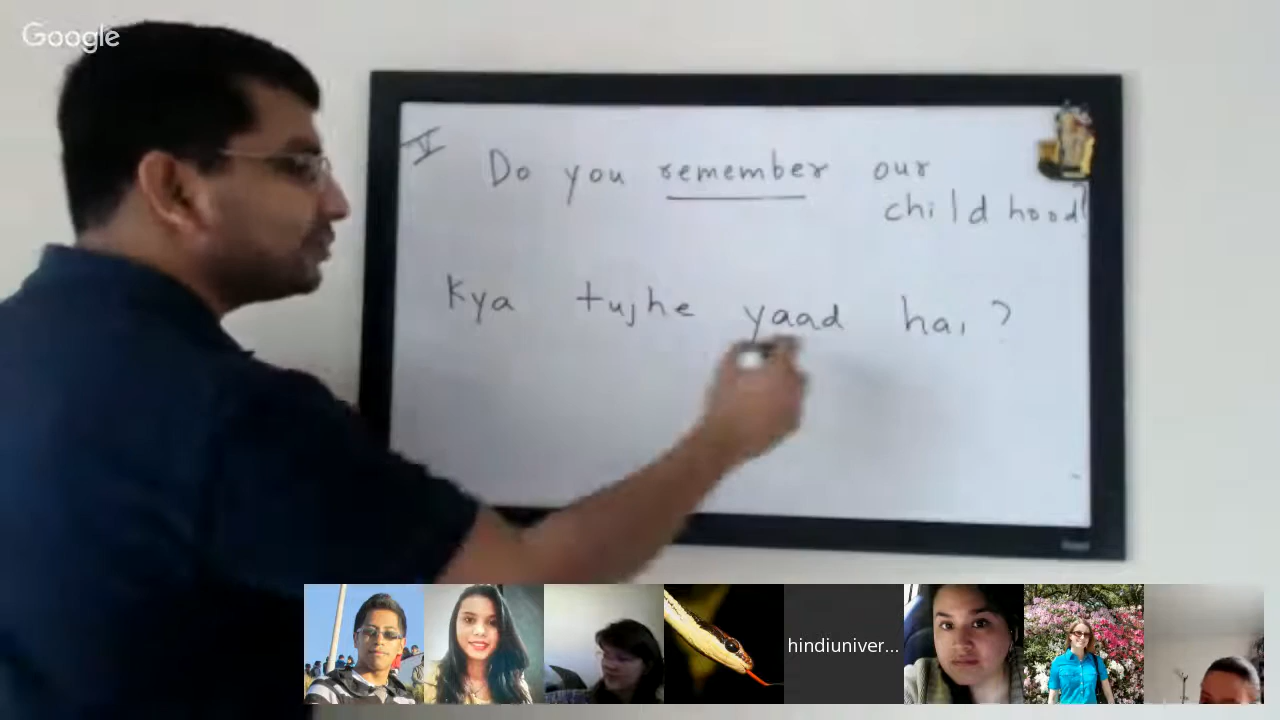 Google
V
Do you remember our
childhood?
Kya tujhe yaad hai ?
hindiuniver...